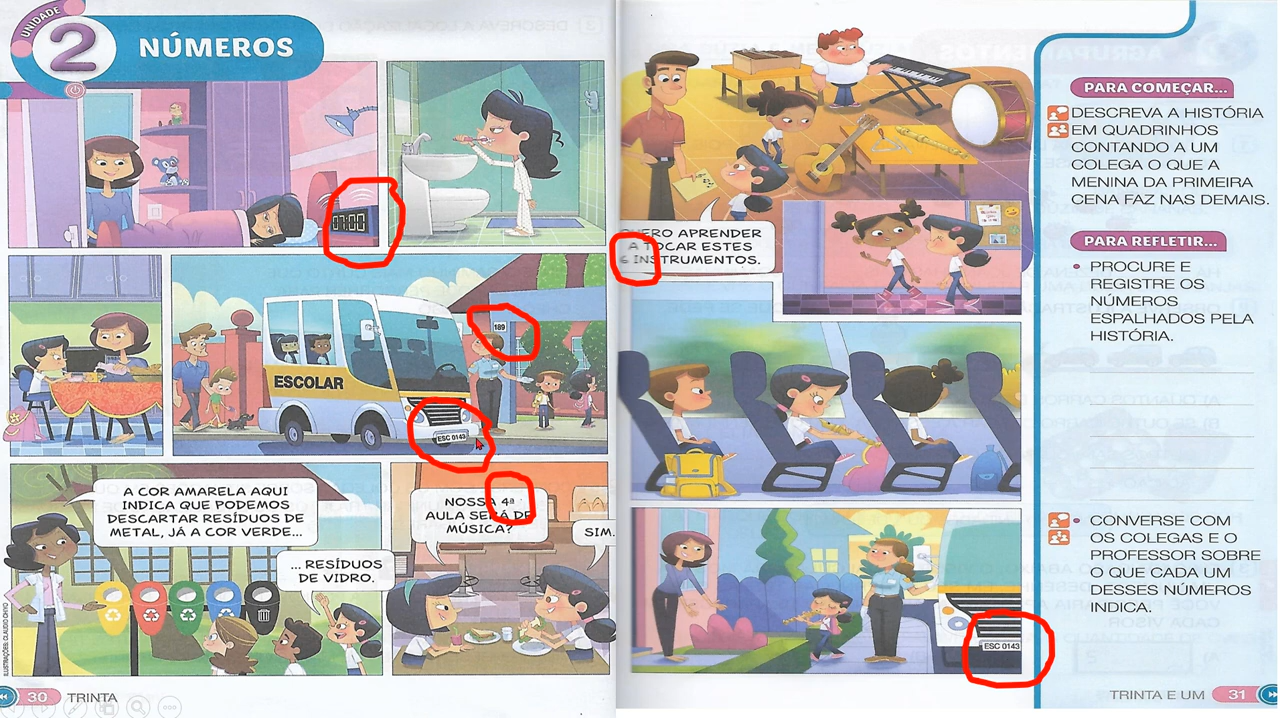 UNIDADE
2
NÚMEROS
07:00
ESCOLAR
189
ESC 0143
A COR AMARELA AQUI
INDICA QUE PODEMOS
DESCARTAR RESÍDUOS DE
METAL, JÁ A COR VERDE...
... RESÍDUOS
DE VIDRO.
NOSSA 4ª
AULA SERÁ DE
MÚSICA?
SIM.
ILUSTRAÇÕES: CLAUDIO CHIYO
30 TRINTA
QUERO APRENDER
A TOCAR ESTES
6 INSTRUMENTOS.
ESC 0143
PARA COMEÇAR...
DESCREVA A HISTÓRIA
EM QUADRINHOS
CONTANDO A UM
COLEGA O QUE A
MENINA DA PRIMEIRA
CENA FAZ NAS DEMAIS.
PARA REFLETIR...
• PROCURE E
REGISTRE OS
NÚMEROS
ESPALHADOS PELA
HISTÓRIA.
• CONVERSE COM
OS COLEGAS E O
PROFESSOR SOBRE
O QUE CADA UM
DESSES NÚMEROS
INDICA.
TRINTA E UM 31